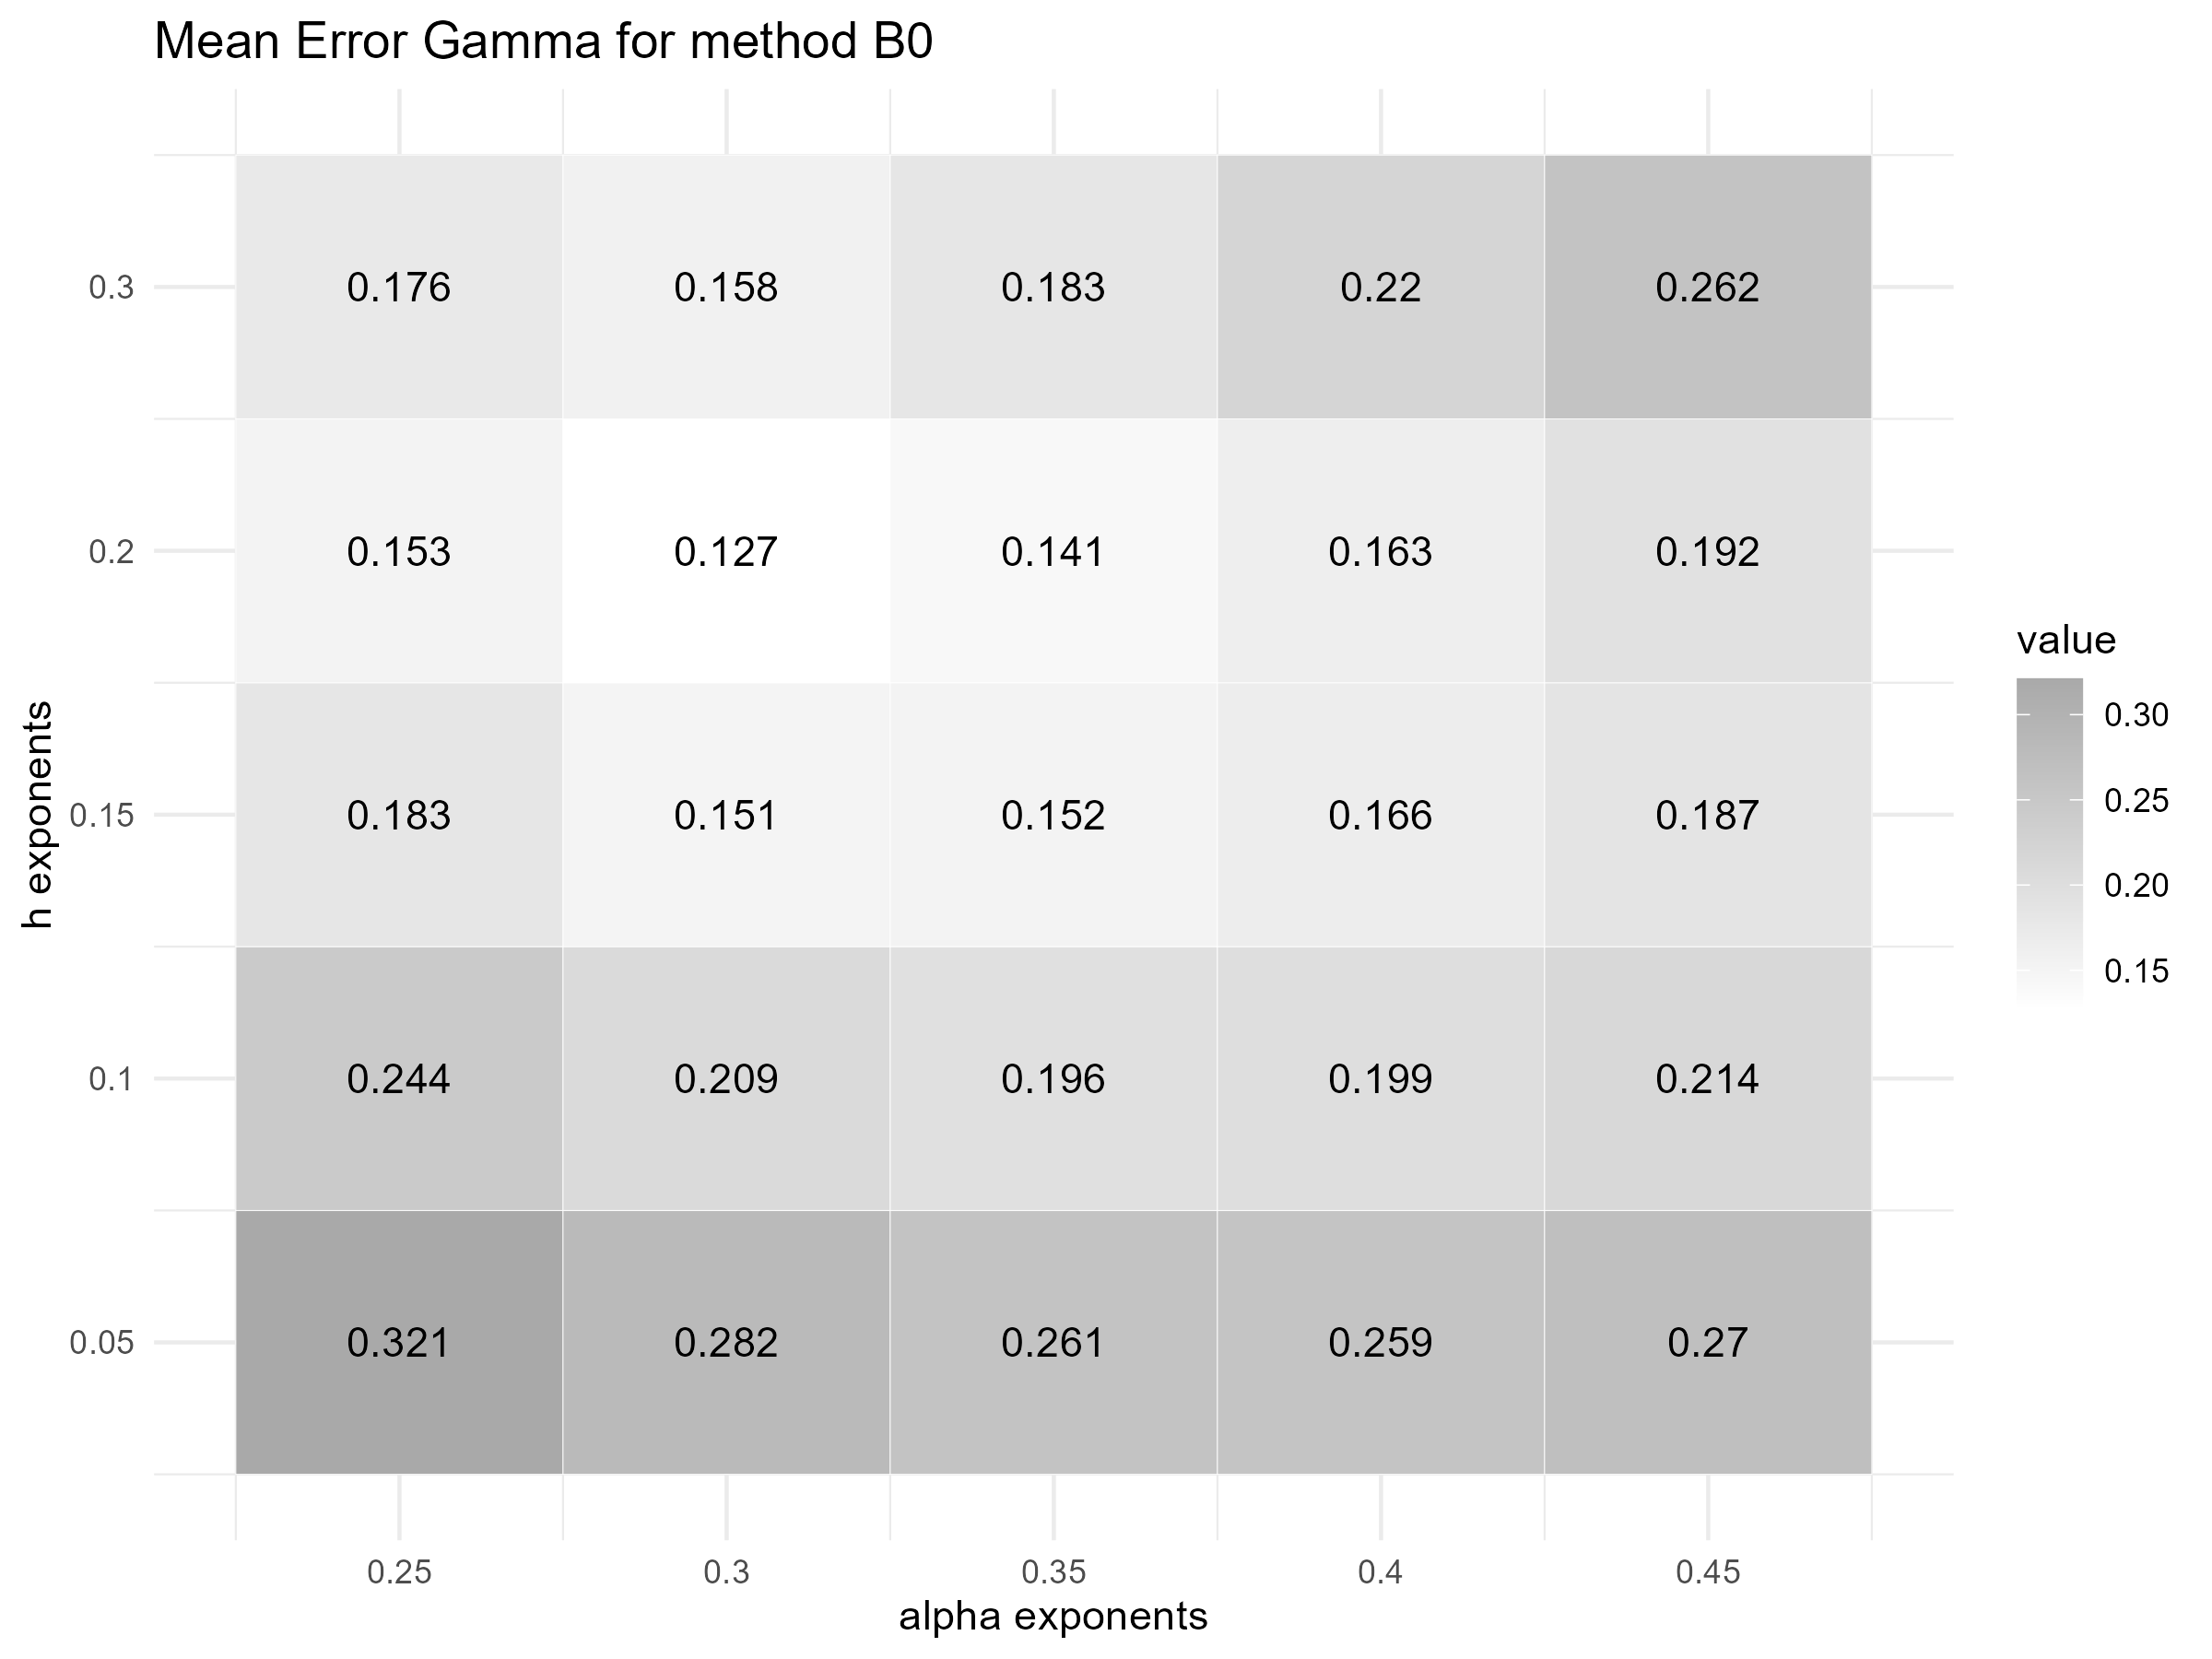 Mean Error Gamma for method B0
0.3 0.176 0.158 0.183 0.22 0.262
0.2 0.153 0.127 0.141 0.163 0.192
0.15 0.183 0.151 0.152 0.166 0.187
0.1 0.244 0.209 0.196 0.199 0.214
0.05 0.321 0.282 0.261 0.259 0.27
0.25 0.3 0.35 0.4 0.45
alpha exponents
h exponents
value
0.30
0.25
0.20
0.15